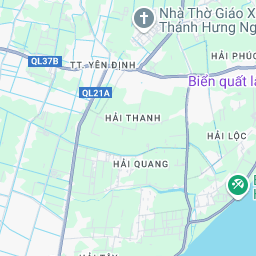 Nhà Thờ Giáo X
Thánh Hưng Ng
HẢI PHÚC
QL37B
TT. YÊN ĐỊNH
Biển quất l
QL21A
HẢI THANH
HẢI LỘC
HẢI QUANG